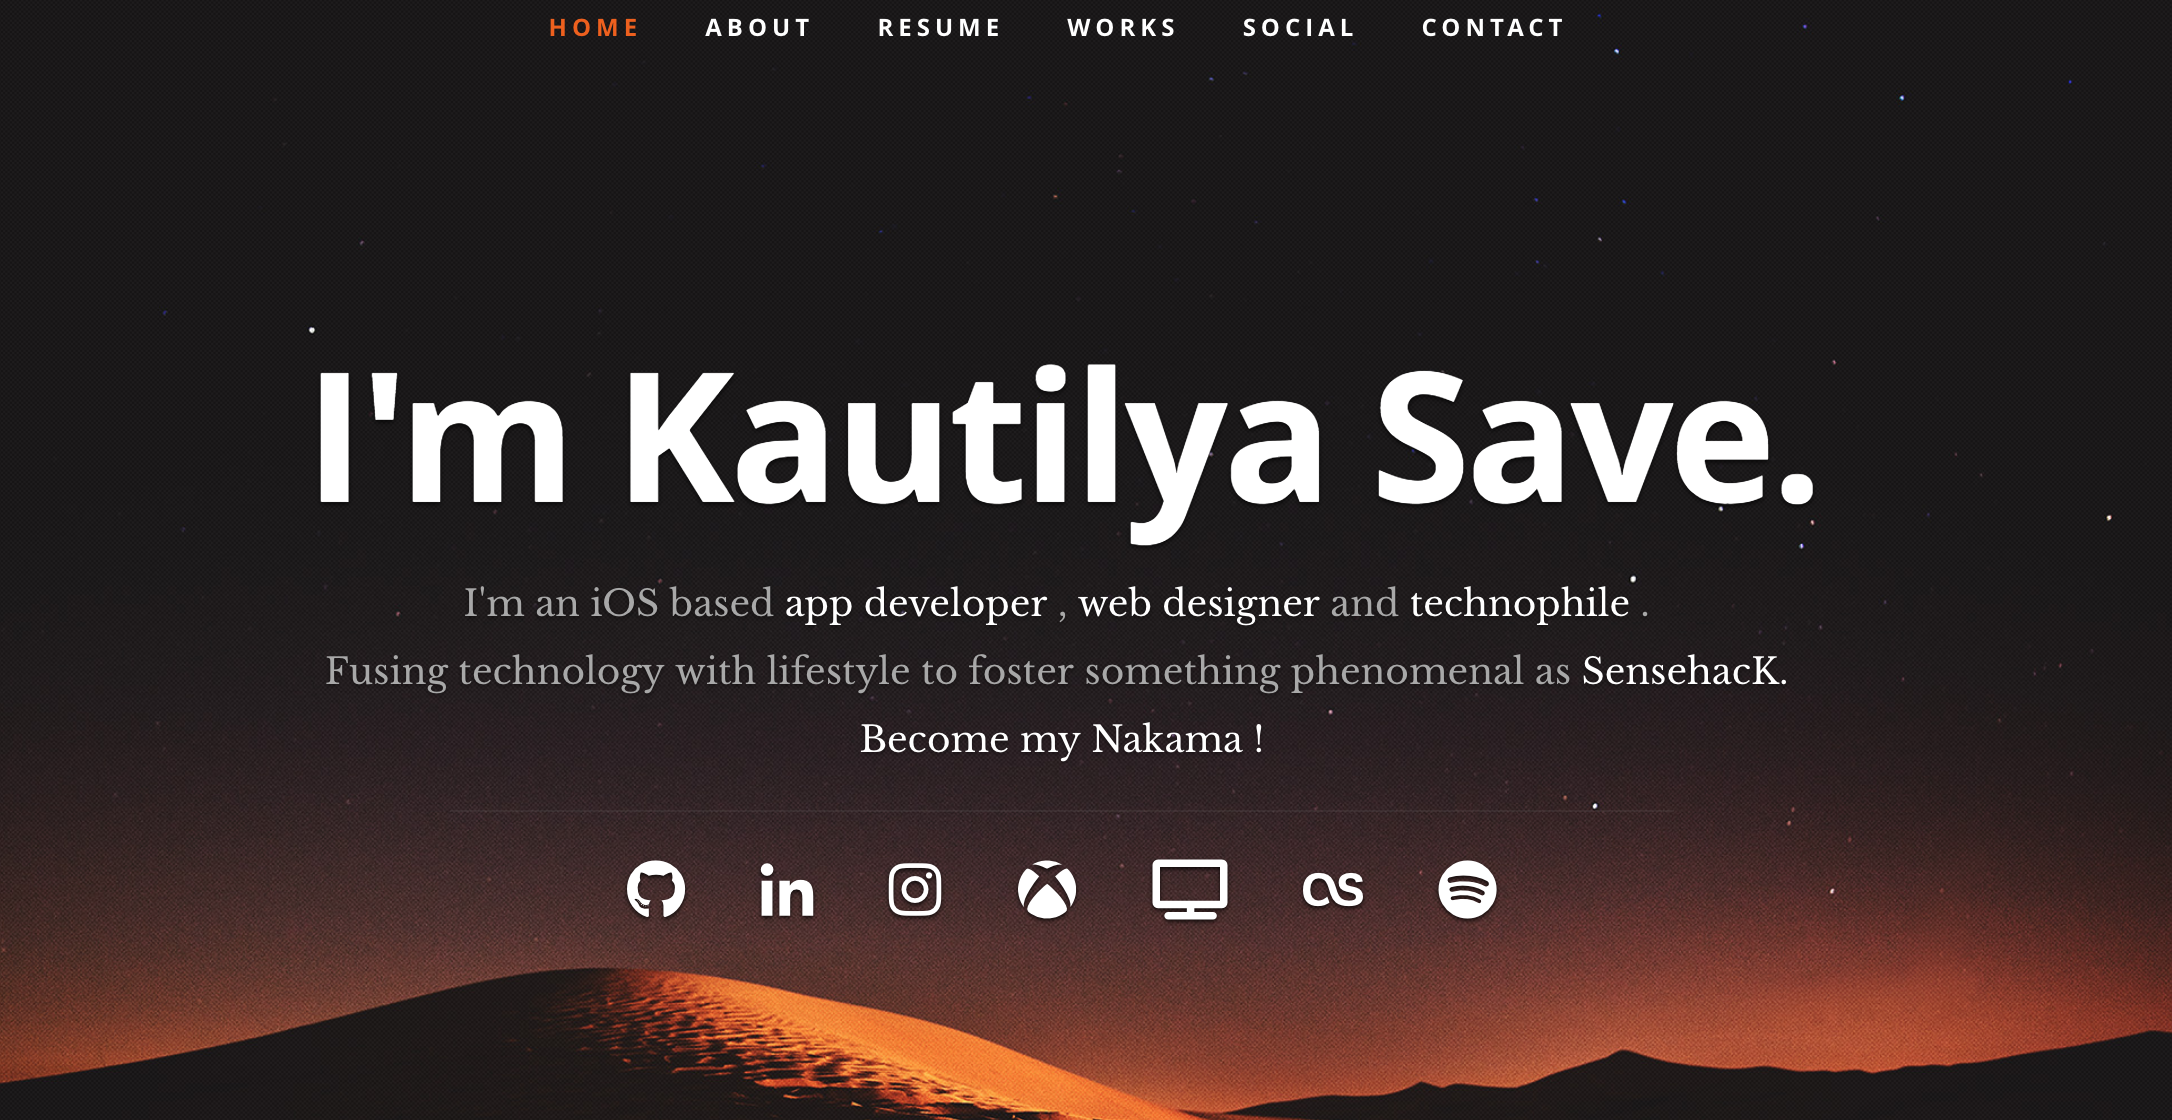 HOME ABOUT RESUME WORKS SOCIAL CONTACT
I'm Kautilya Save.
I'm an iOS based app developer , web designer and technophile .
Fusing technology with lifestyle to foster something phenomenal as SensehacK.
Become my Nakama !